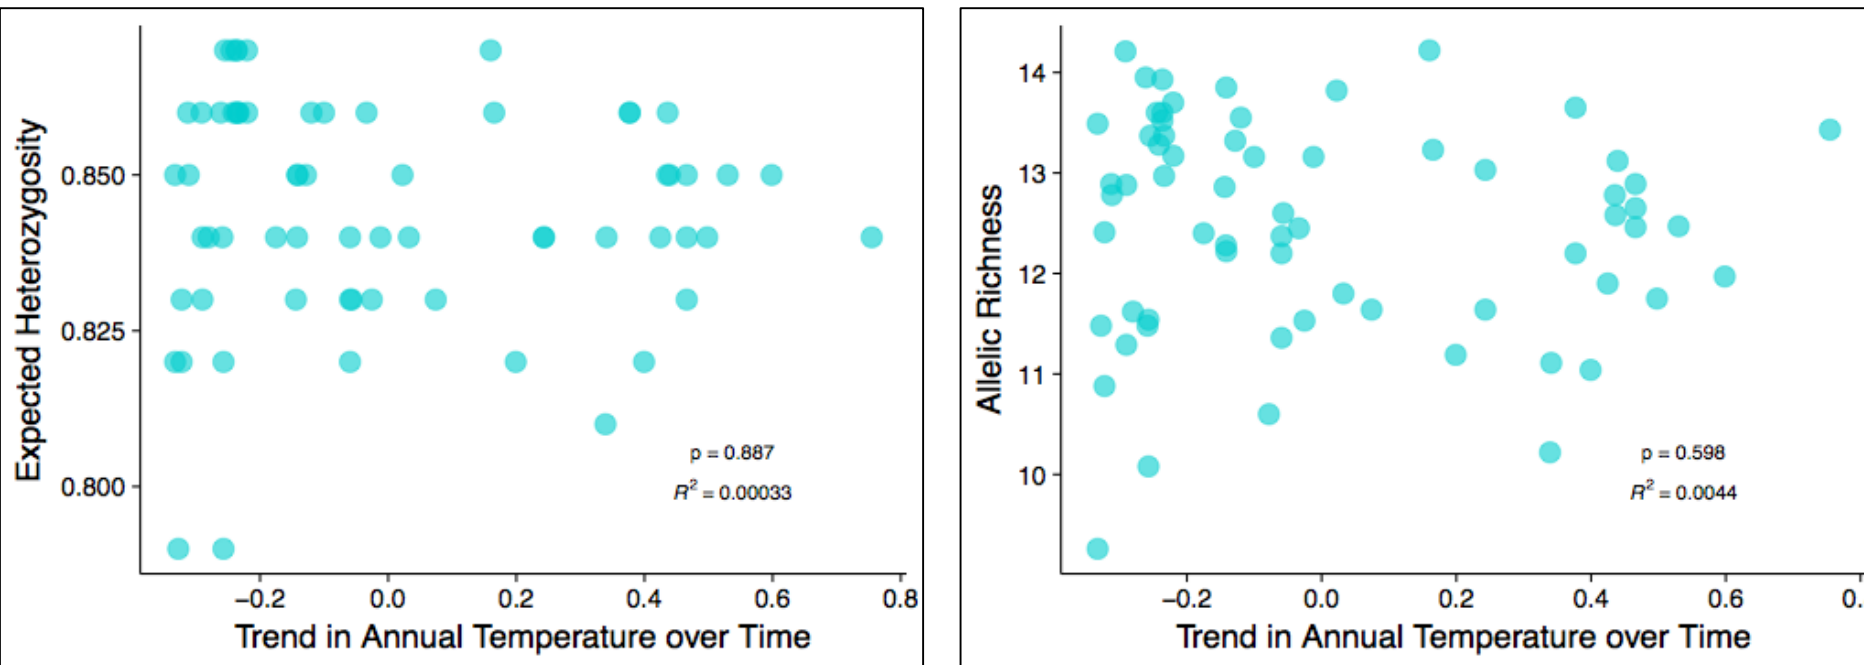 Expected Heterozygosity
0.850
0.825
0.800
p = 0.887
R² = 0.00033
−0.2 0.0 0.2 0.4 0.6 0.8
Trend in Annual Temperature over Time
Allelic Richness
14
13
12
11
10
p = 0.598
R² = 0.0044
−0.2 0.0 0.2 0.4 0.6 0.
Trend in Annual Temperature over Time